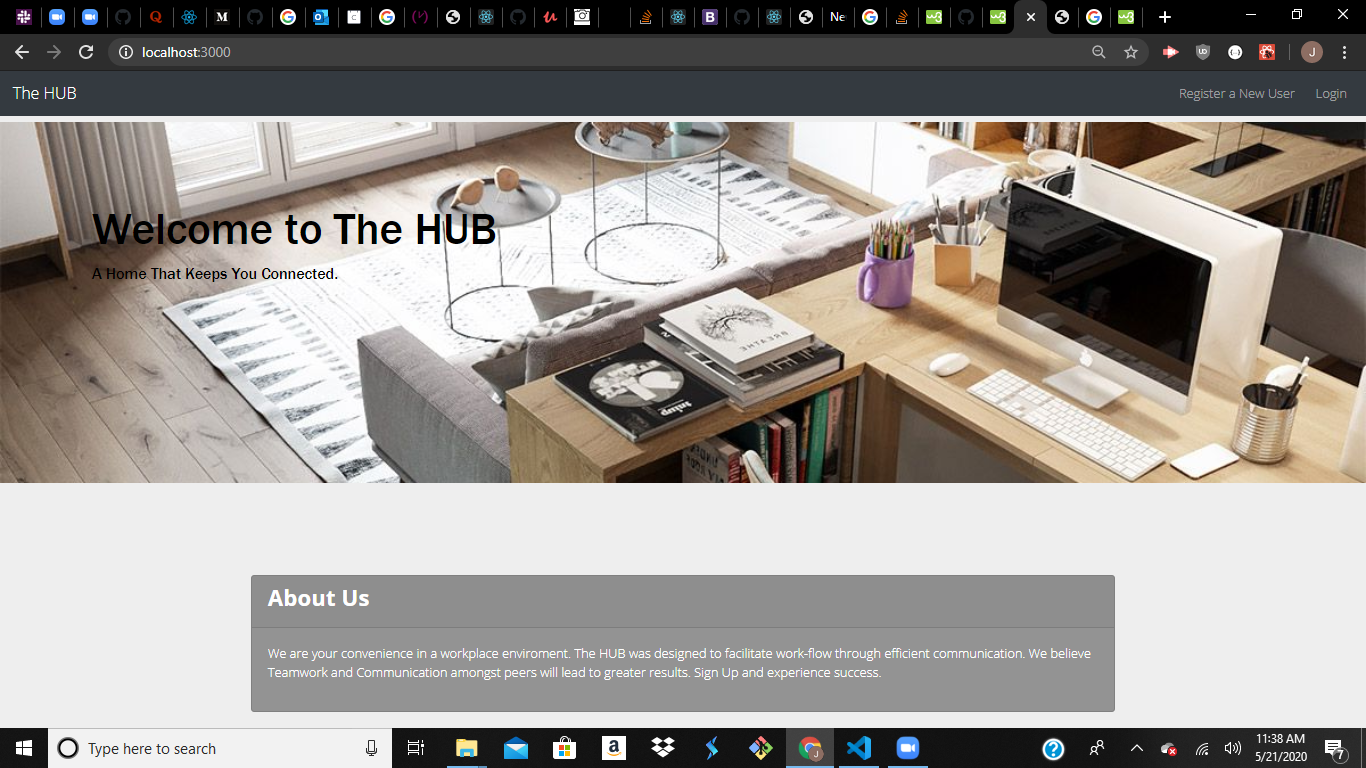 Ne
localhost:3000
J
The HUB
Register a New User
Login
Welcome to The HUB
A Home That Keeps You Connected.
BREATHE
About Us
We are your convenience in a workplace enviroment. The HUB was designed to facilitate work-flow through efficient communication. We believe
Teamwork and Communication amongst peers will lead to greater results. Sign Up and experience success.
Type here to search
11:38 AM
5/21/2020
7